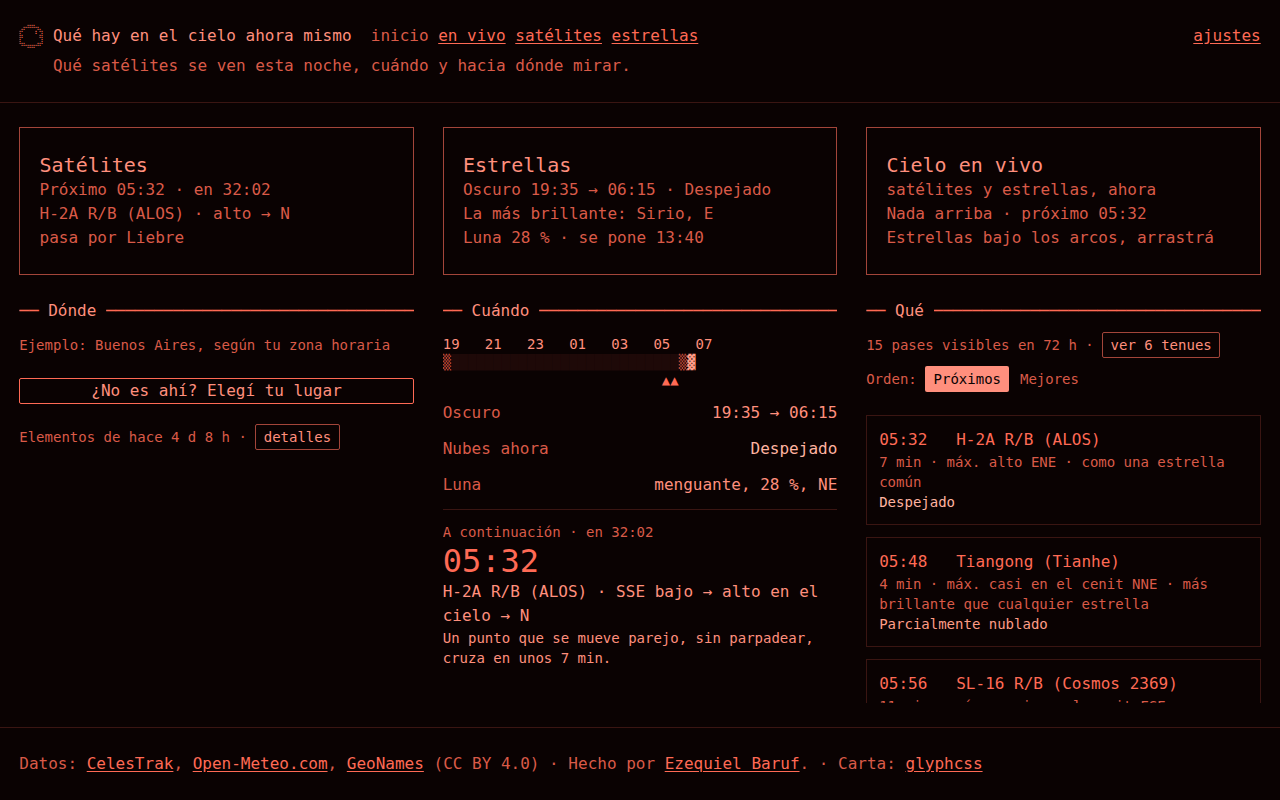 Qué hay en el cielo ahora mismo inicio en vivo satélites estrellas ajustes
Qué satélites se ven esta noche, cuándo y hacia dónde mirar.
Satélites
Próximo 05:32 · en 32:02
H-2A R/B (ALOS) · alto → N
pasa por Liebre
Estrellas
Oscuro 19:35 → 06:15 · Despejado
La más brillante: Sirio, E
Luna 28 % · se pone 13:40
Cielo en vivo
satélites y estrellas, ahora
Nada arriba · próximo 05:32
Estrellas bajo los arcos, arrastrá
Dónde
Ejemplo: Buenos Aires, según tu zona horaria
¿No es ahí? Elegí tu lugar
Elementos de hace 4 d 8 h · detalles
Cuándo
19 21 23 01 03 05 07
Oscuro 19:35 → 06:15
Nubes ahora Despejado
Luna menguante, 28 %, NE
A continuación · en 32:02
05:32
H-2A R/B (ALOS) · SSE bajo → alto en el
cielo → N
Un punto que se mueve parejo, sin parpadear,
cruza en unos 7 min.
Qué
15 pases visibles en 72 h · ver 6 tenues
Orden: Próximos Mejores
05:32 H-2A R/B (ALOS)
7 min · máx. alto ENE · como una estrella
común
Despejado
05:48 Tiangong (Tianhe)
4 min · máx. casi en el cenit NNE · más
brillante que cualquier estrella
Parcialmente nublado
05:56 SL-16 R/B (Cosmos 2369)
Datos: CelesTrak, Open-Meteo.com, GeoNames (CC BY 4.0) · Hecho por Ezequiel Baruf. · Carta: glyphcss